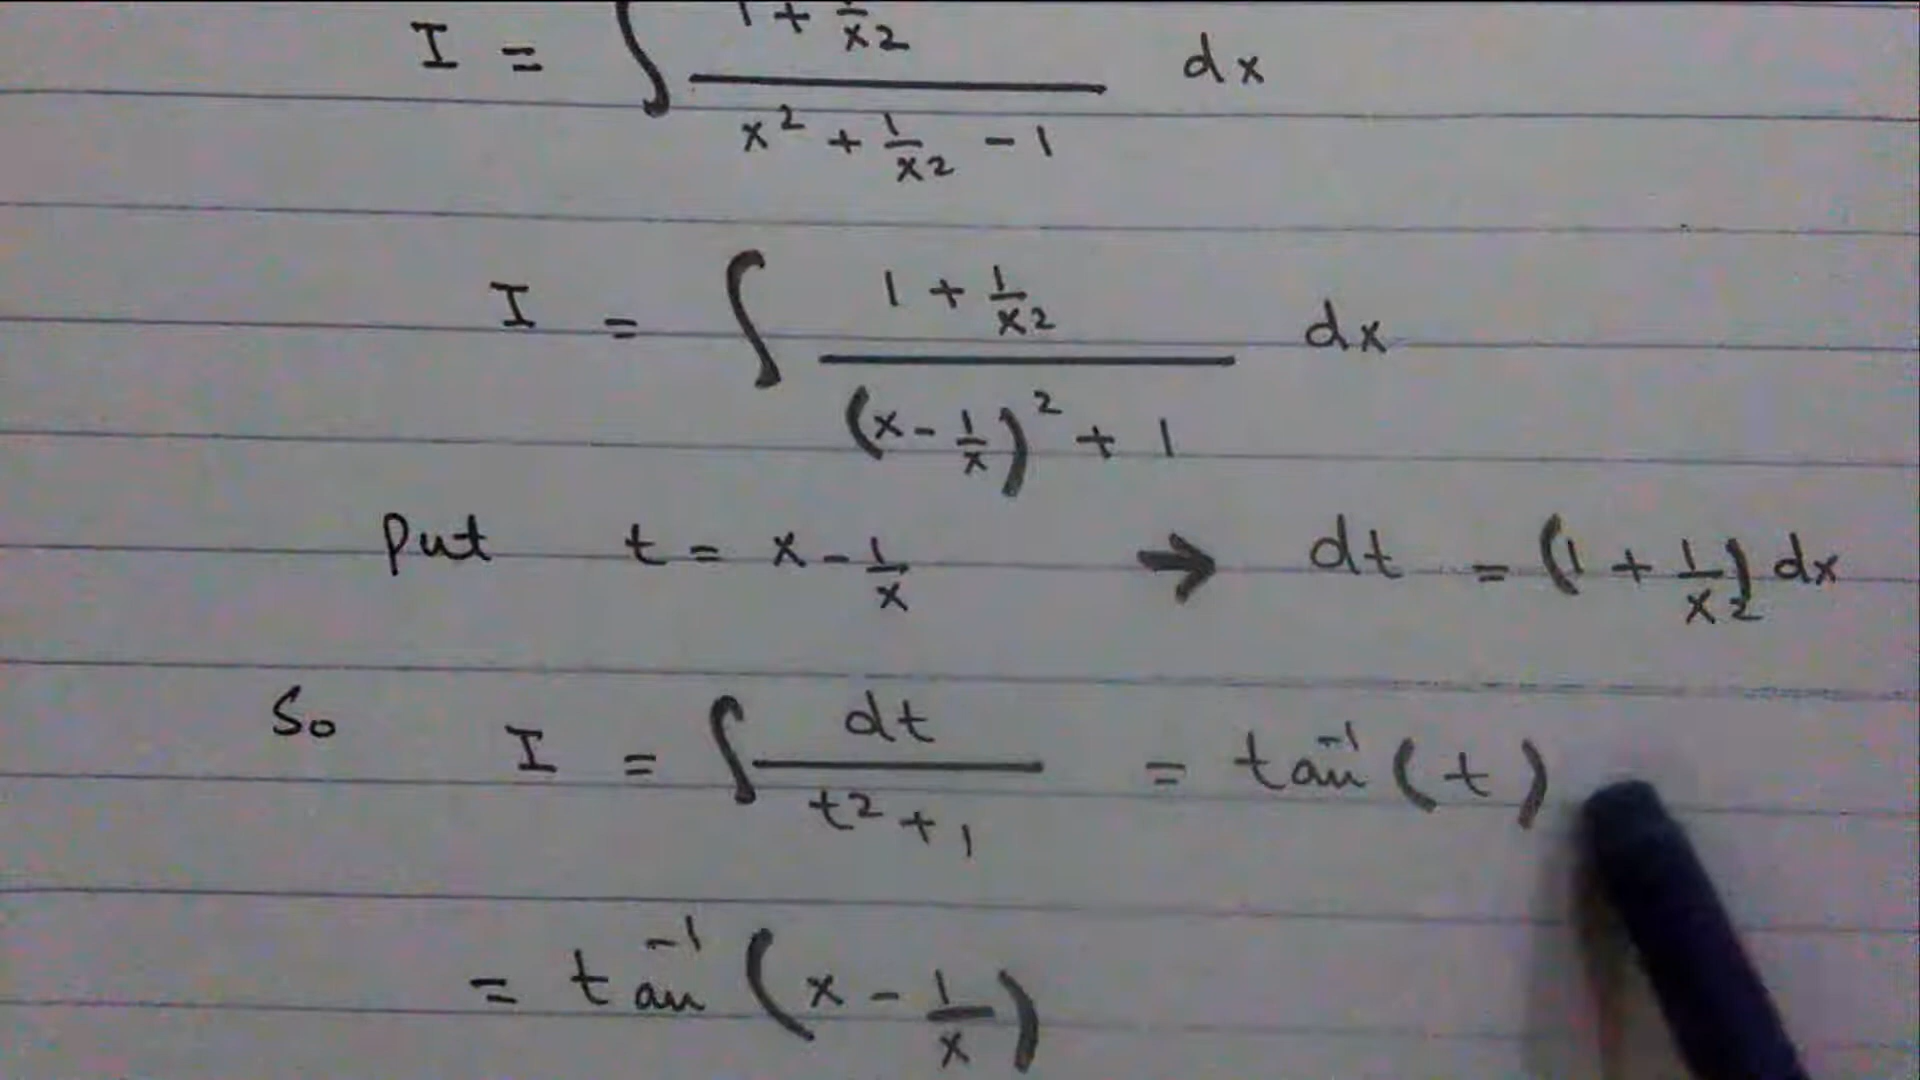 I = ∫ (1 + 1/x²) / (x² + 1/x² - 1) dx
I = ∫ (1 + 1/x²) / ((x - 1/x)² + 1) dx
Put t = x - 1/x → dt = (1 + 1/x²) dx
So I = ∫ dt / (t² + 1) = tan⁻¹(t)
= tan⁻¹(x - 1/x)